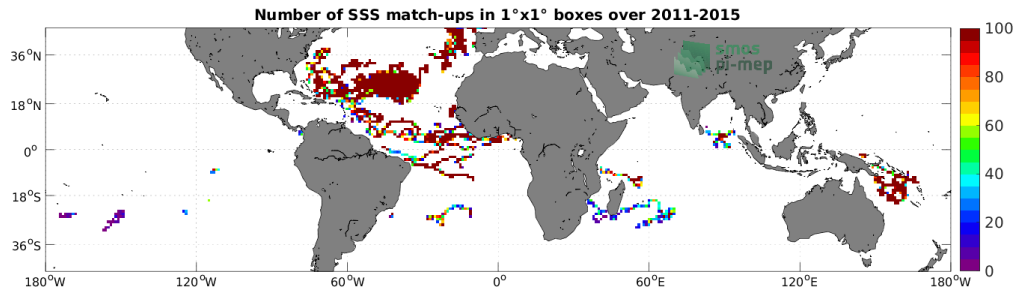 Number of SSS match-ups in 1°x1° boxes over 2011-2015
smos
pi-mep
36°N
18°N
0°
18°S
36°S
180°W
120°W
60°W
0°
60°E
120°E
180°W
100
80
60
40
20
0